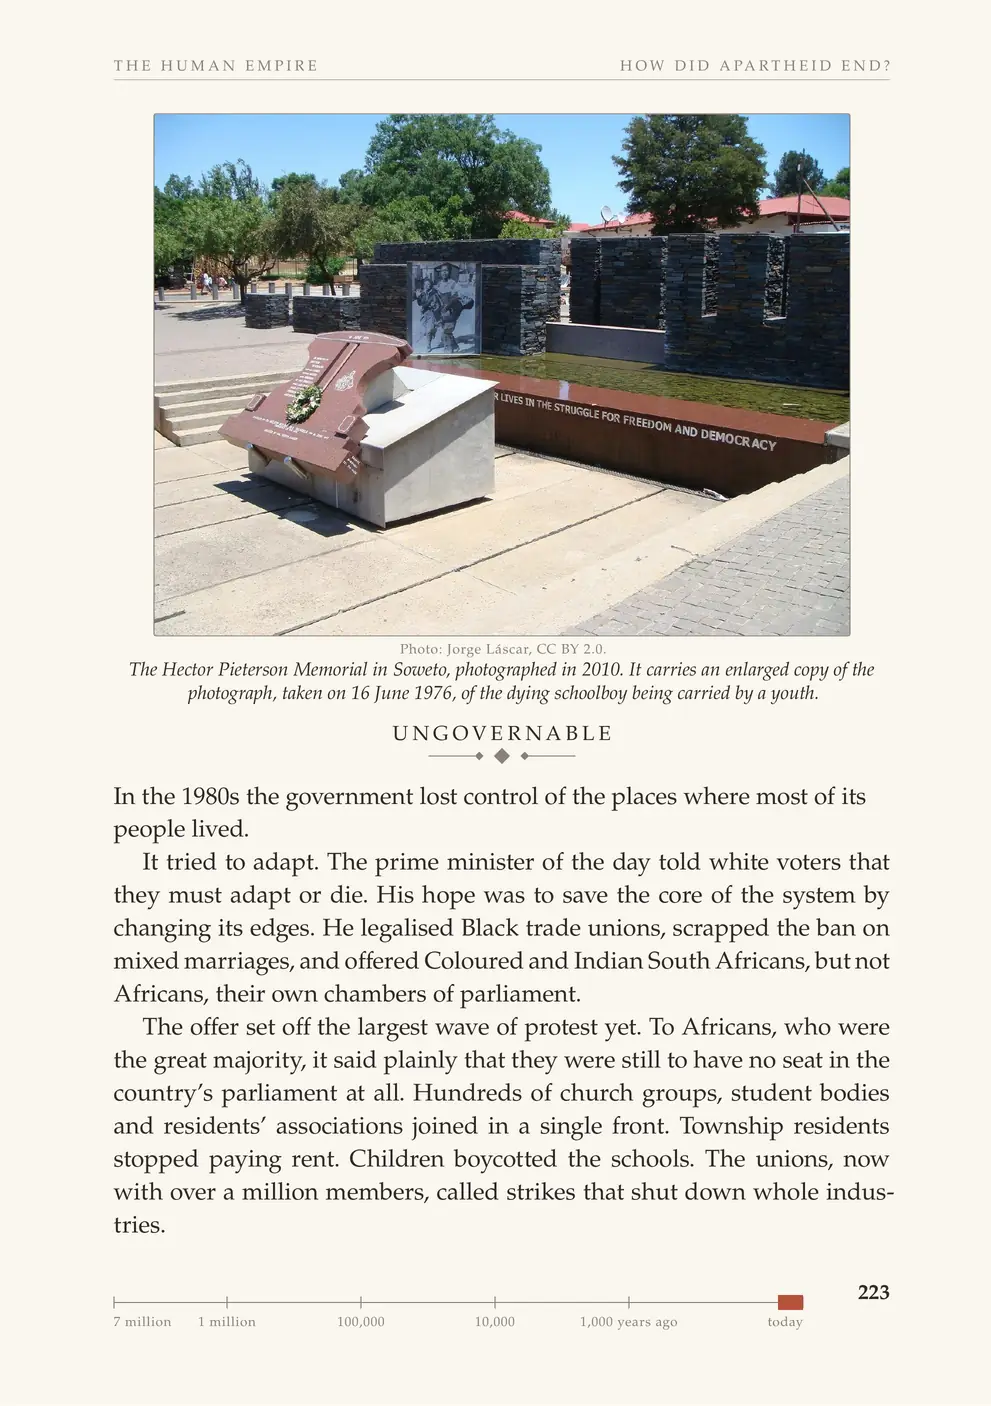 THE HUMAN EMPIRE
HOW DID APARTHEID END?
R LIVES IN THE STRUGGLE FOR FREEDOM AND DEMOCRACY
Photo: Jorge Láscar, CC BY 2.0.
The Hector Pieterson Memorial in Soweto, photographed in 2010. It carries an enlarged copy of the
photograph, taken on 16 June 1976, of the dying schoolboy being carried by a youth.
UNGOVERNABLE
In the 1980s the government lost control of the places where most of its
people lived.
It tried to adapt. The prime minister of the day told white voters that
they must adapt or die. His hope was to save the core of the system by
changing its edges. He legalised Black trade unions, scrapped the ban on
mixed marriages, and offered Coloured and Indian South Africans, but not
Africans, their own chambers of parliament.
The offer set off the largest wave of protest yet. To Africans, who were
the great majority, it said plainly that they were still to have no seat in the
country's parliament at all. Hundreds of church groups, student bodies
and residents' associations joined in a single front. Township residents
stopped paying rent. Children boycotted the schools. The unions, now
with over a million members, called strikes that shut down whole indus-
tries.
223
7 million 1 million 100,000 10,000 1,000 years ago today